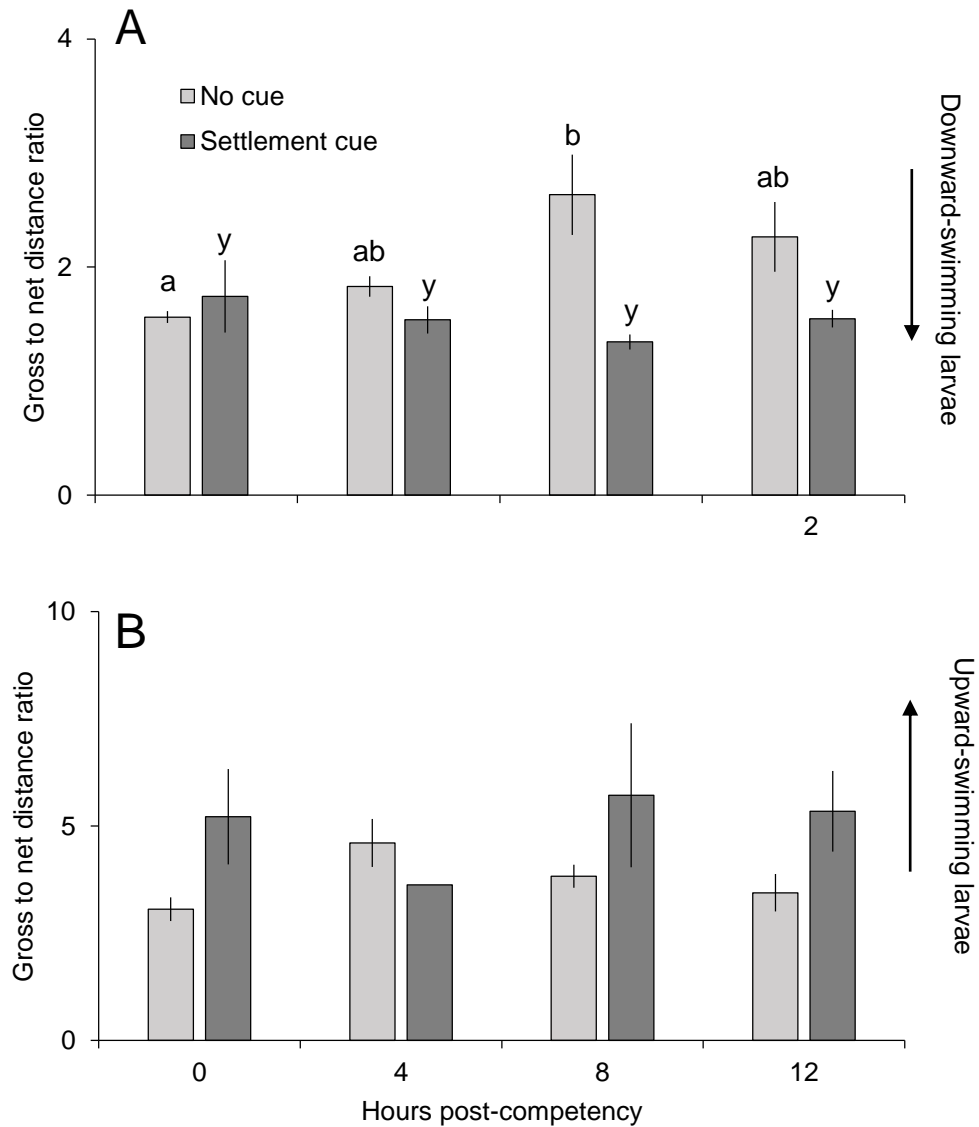 A
4
No cue
Settlement cue
b
ab
y
ab
a
y
y
y
2
0
2
Gross to net distance ratio
Downward-swimming larvae
B
10
5
0
0 4 8 12
Hours post-competency
Gross to net distance ratio
Upward-swimming larvae